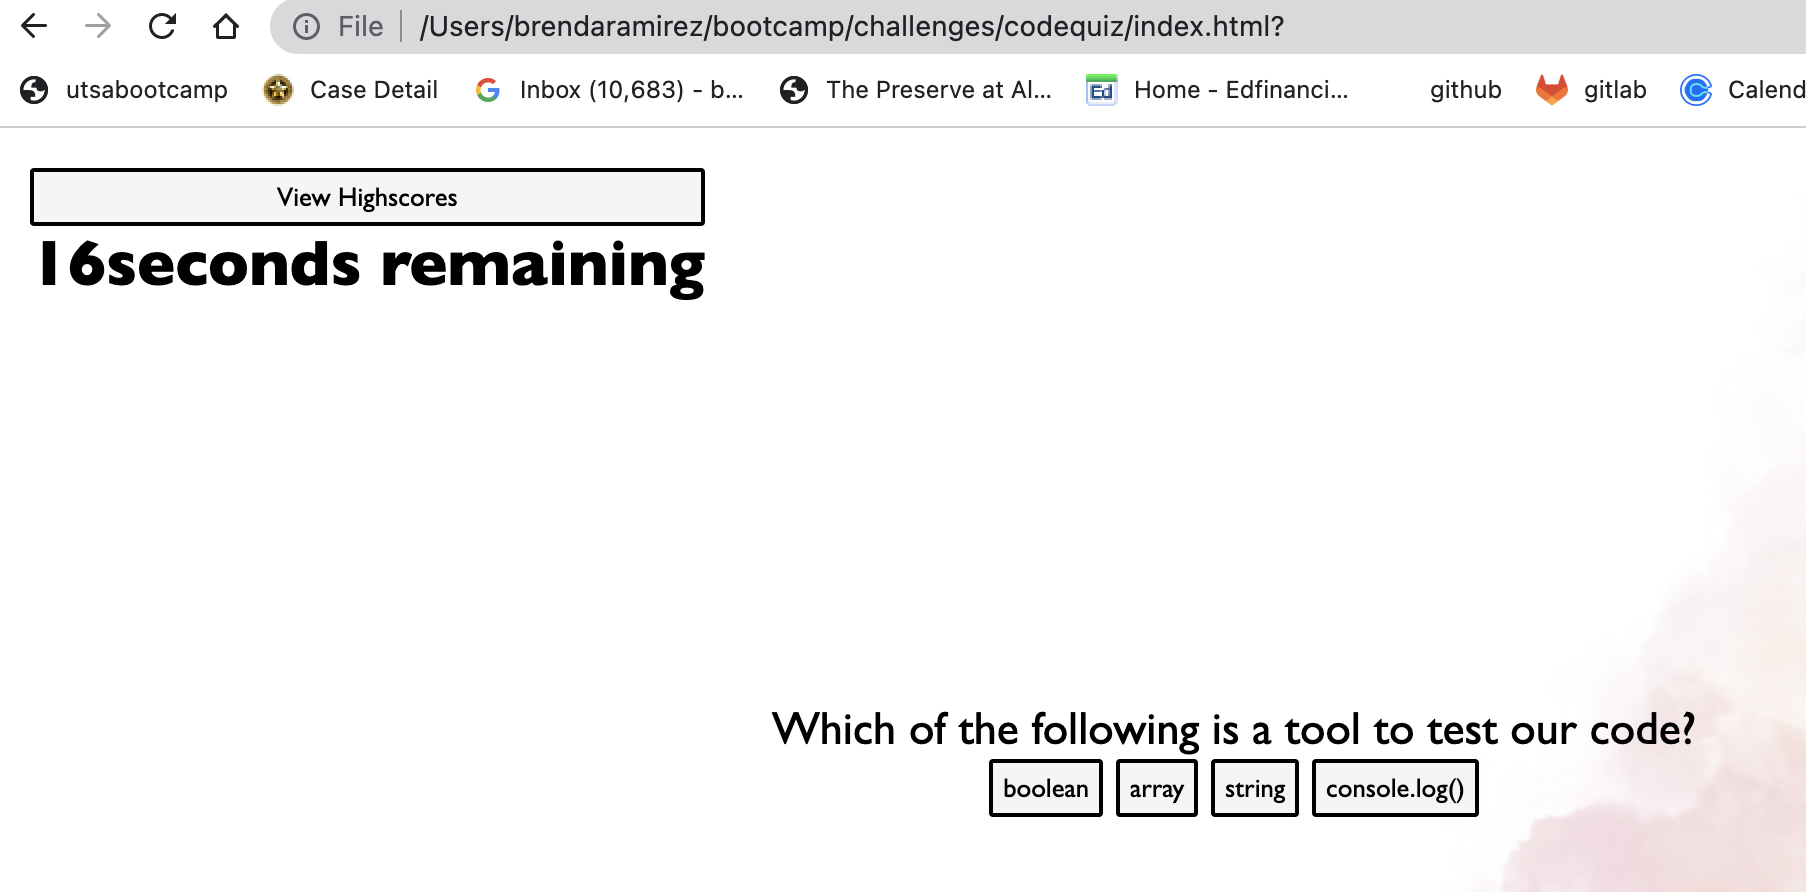 File /Users/brendaramirez/bootcamp/challenges/codequiz/index.html?
utsabootcamp Case Detail Inbox (10,683) - b... The Preserve at Al... Ed Home - Edfinanci... github gitlab Calend
View Highscores
16seconds remaining
Which of the following is a tool to test our code?
boolean array string console.log()